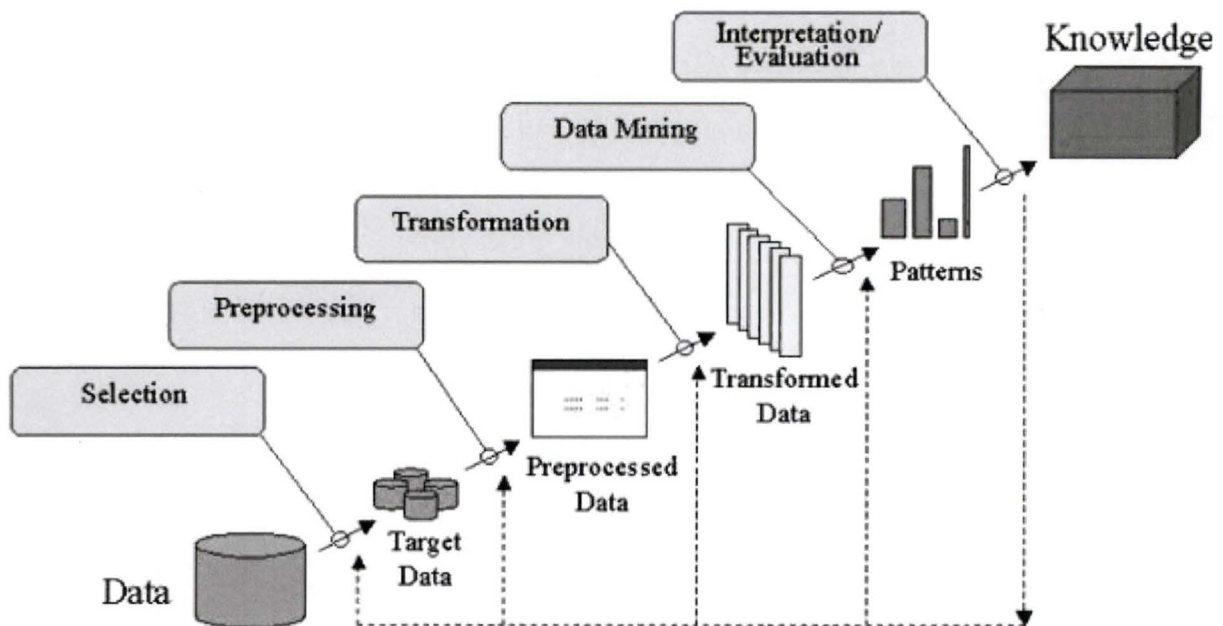 Interpretation/
Evaluation
Knowledge
Data Mining
Transformation
Patterns
Preprocessing
Transformed
Data
Selection
Preprocessed
Data
Target
Data
Data